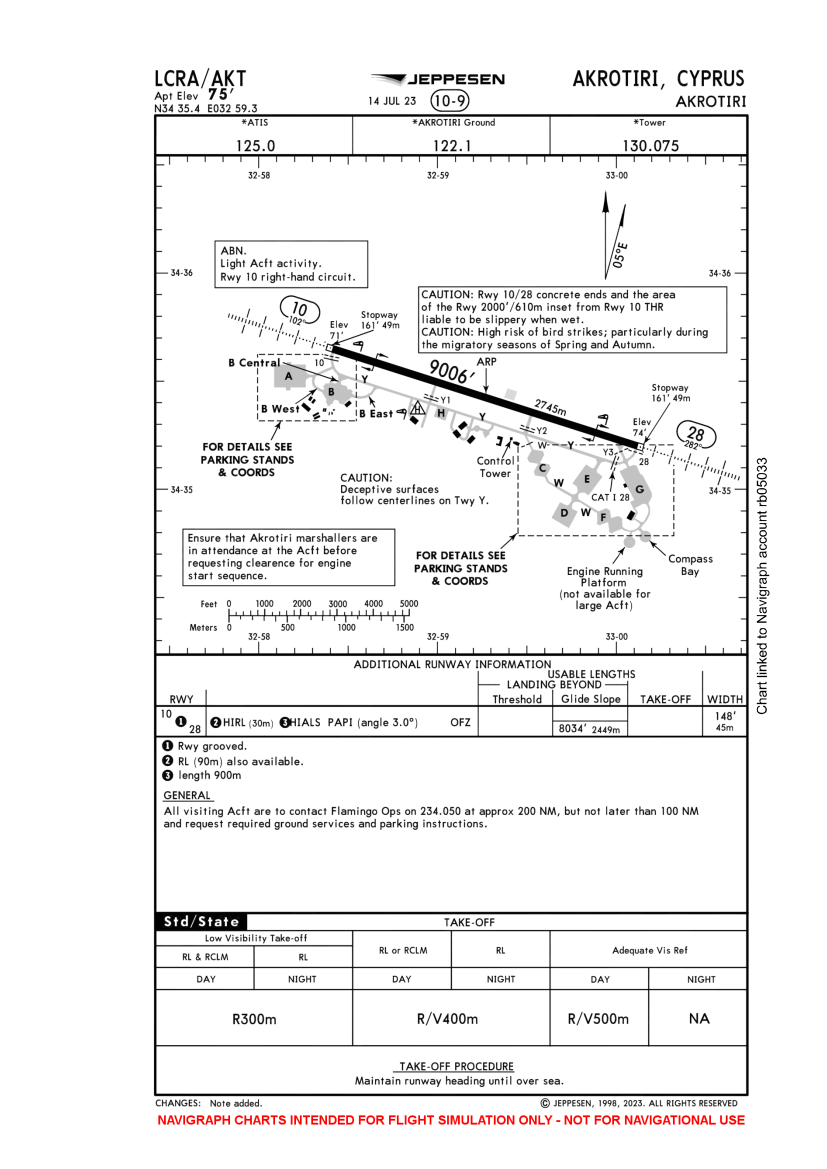 LCRA/AKT
Apt Elev 75'
N34 35.4 E032 59.3
JEPPESEN
14 JUL 23 10-9
AKROTIRI, CYPRUS
AKROTIRI
*ATIS
125.0
*AKROTIRI Ground
122.1
*Tower
130.075
32-58 32-59 33-00
05°E
34-36 34-36
ABN.
Light Acft activity.
Rwy 10 right-hand circuit.
CAUTION: Rwy 10/28 concrete ends and the area
of the Rwy 2000'/610m inset from Rwy 10 THR
liable to be slippery when wet.
CAUTION: High risk of bird strikes; particularly during
the migratory seasons of Spring and Autumn.
10
102°
Elev
71'
Stopway
161' 49m
B Central
10
A
B
Y
9006'
ARP
2745m
Stopway
161' 49m
Elev
74'
28
282°
B West
B East
H
H
Y1
Y
Y2
W
Y
Y3
28
Control
Tower
C
W
E
G
CAT I 28
D
W
F
FOR DETAILS SEE
PARKING STANDS
& COORDS
CAUTION:
Deceptive surfaces
follow centerlines on Twy Y.
34-35 34-35
Ensure that Akrotiri marshallers are
in attendance at the Acft before
requesting clearence for engine
start sequence.
FOR DETAILS SEE
PARKING STANDS
& COORDS
Engine Running
Platform
(not available for
large Acft)
Compass
Bay
Feet 0 1000 2000 3000 4000 5000
Meters 0 500 1000 1500
32-58 32-59 33-00
ADDITIONAL RUNWAY INFORMATION
USABLE LENGTHS
LANDING BEYOND
RWY Threshold Glide Slope TAKE-OFF WIDTH
10
28
1 2 HIRL (30m) 3 HIALS PAPI (angle 3.0°) OFZ
8034' 2449m
148'
45m
1 Rwy grooved.
2 RL (90m) also available.
3 length 900m
GENERAL
All visiting Acft are to contact Flamingo Ops on 234.050 at approx 200 NM, but not later than 100 NM
and request required ground services and parking instructions.
Std/State
TAKE-OFF
Low Visibility Take-off
RL & RCLM RL RL or RCLM RL Adequate Vis Ref
DAY NIGHT DAY NIGHT DAY NIGHT
R300m R/V400m R/V500m NA
TAKE-OFF PROCEDURE
Maintain runway heading until over sea.
CHANGES: Note added.
© JEPPESEN, 1998, 2023. ALL RIGHTS RESERVED
NAVIGRAPH CHARTS INTENDED FOR FLIGHT SIMULATION ONLY - NOT FOR NAVIGATIONAL USE
Chart linked to Navigraph account rb05033